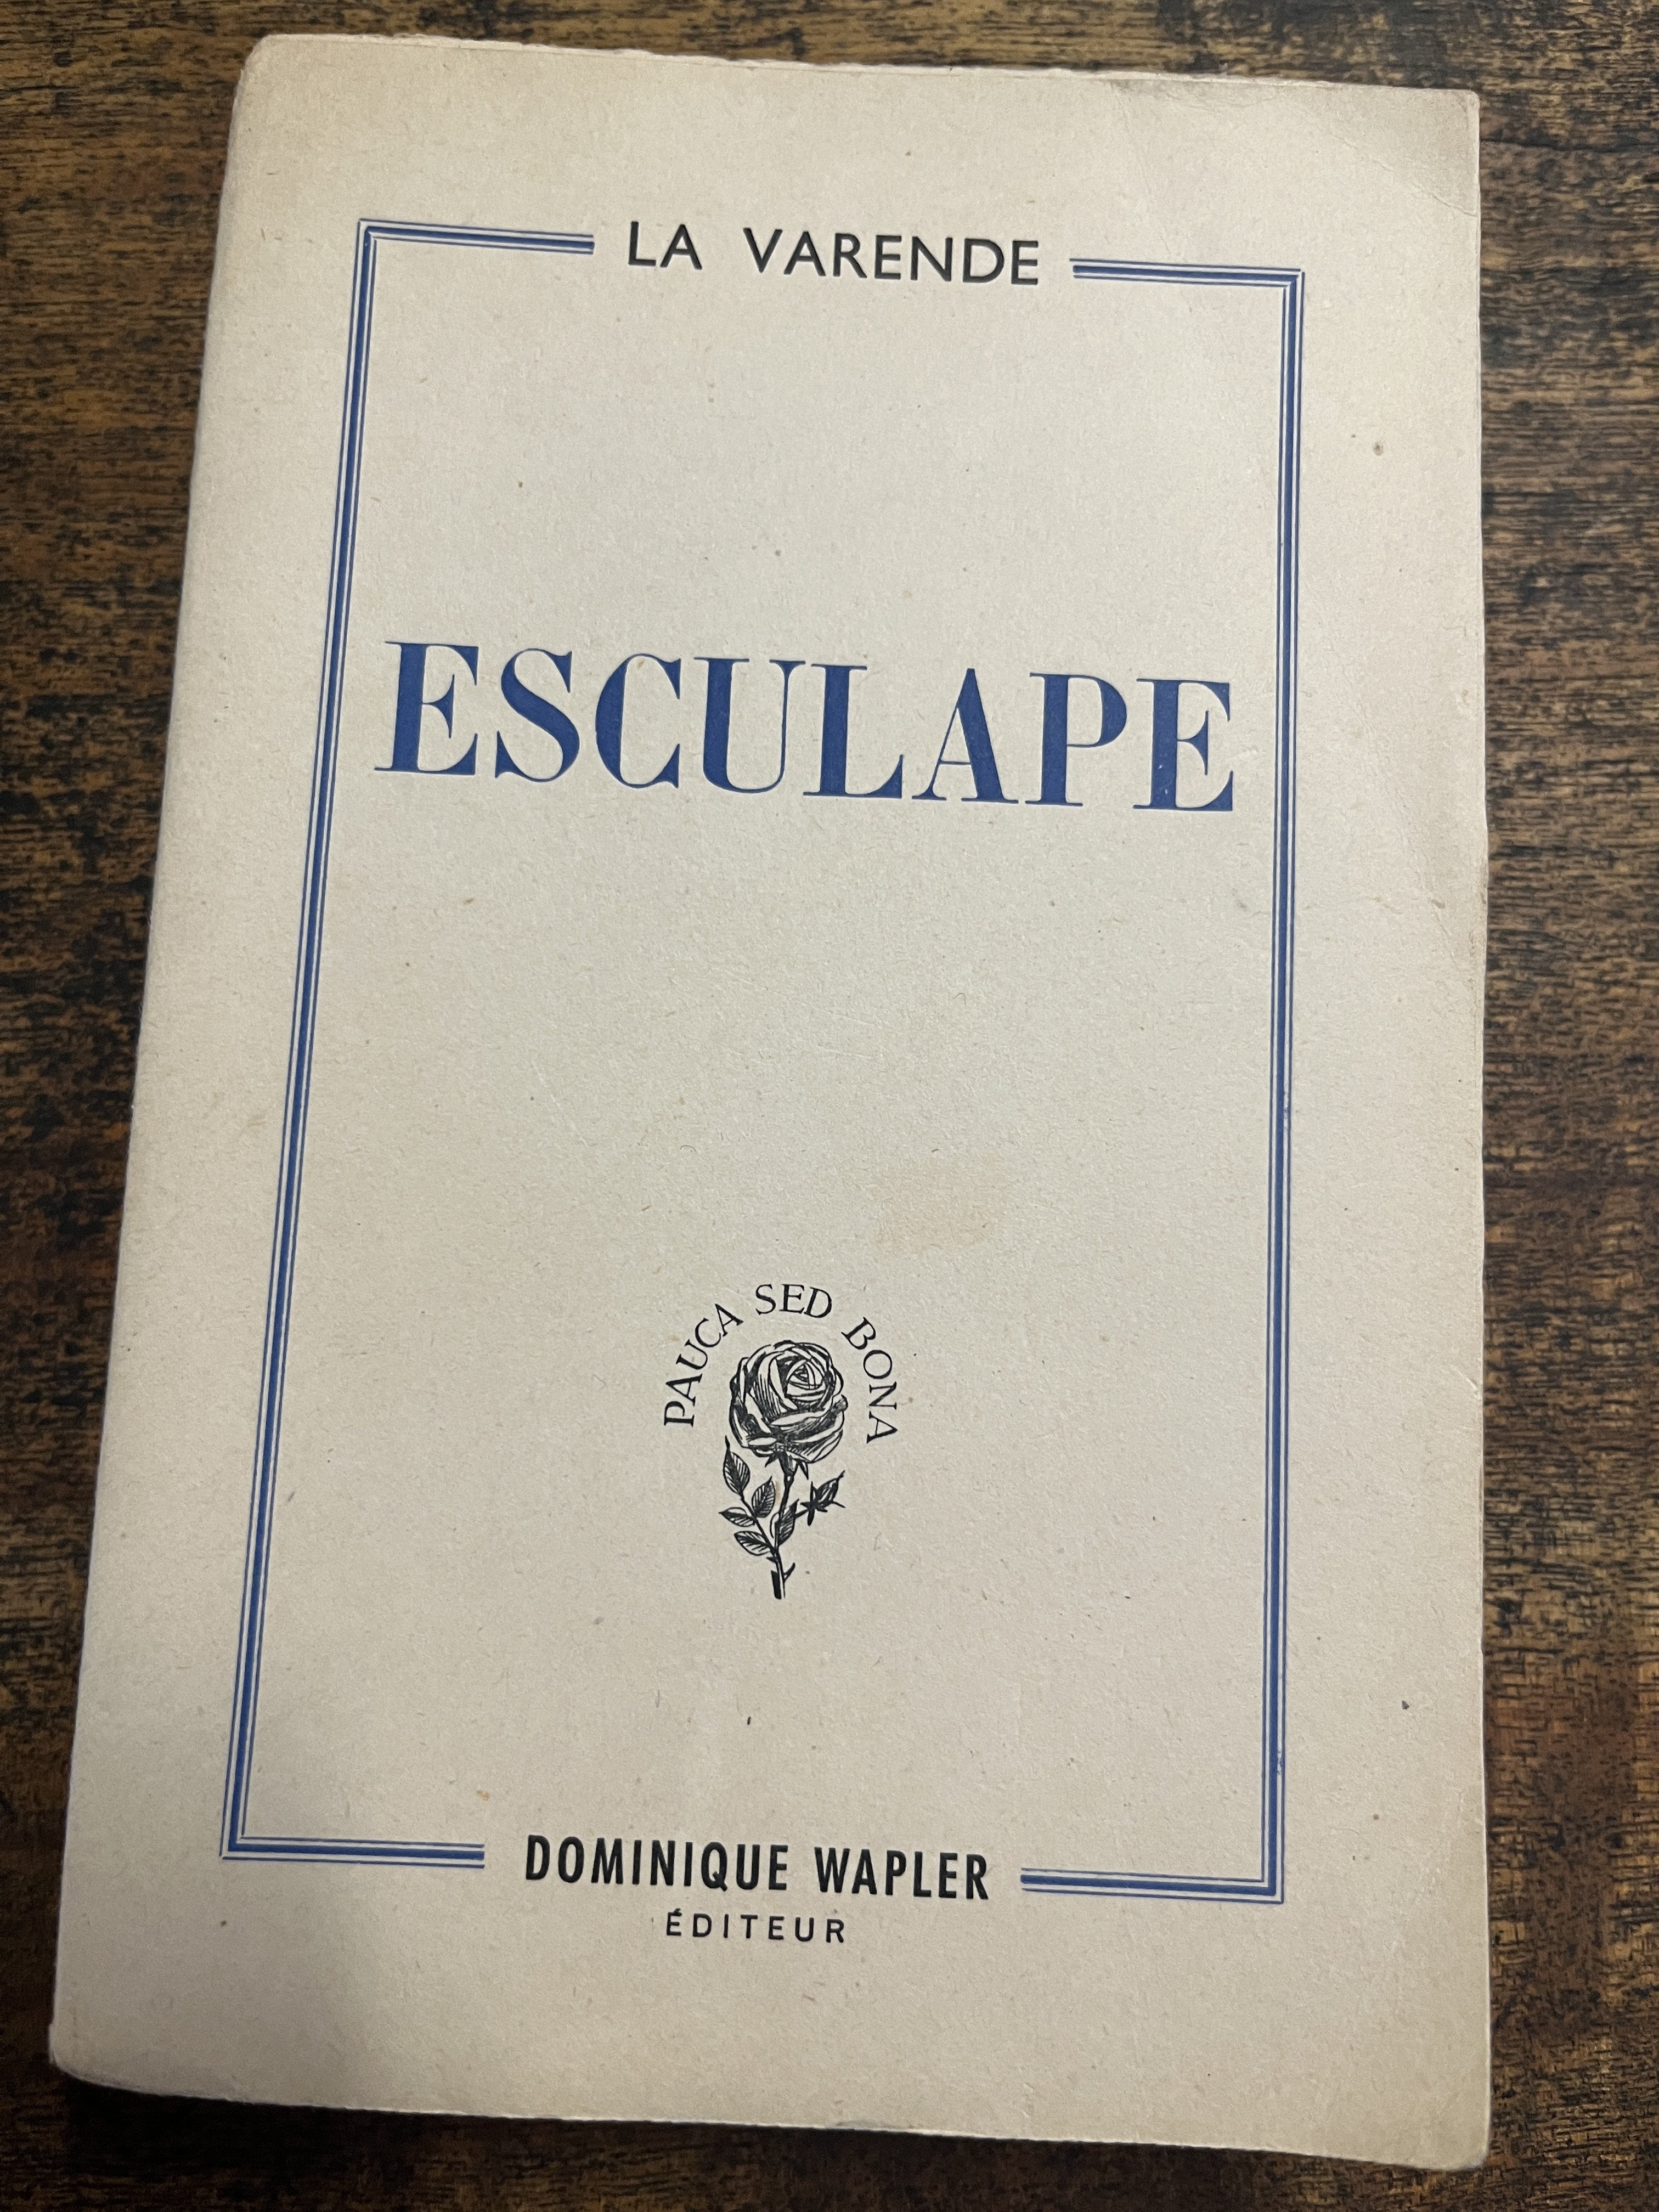 LA VARENDE
ESCULAPE
PAUCA SED BONA
DOMINIQUE WAPLER
ÉDITEUR